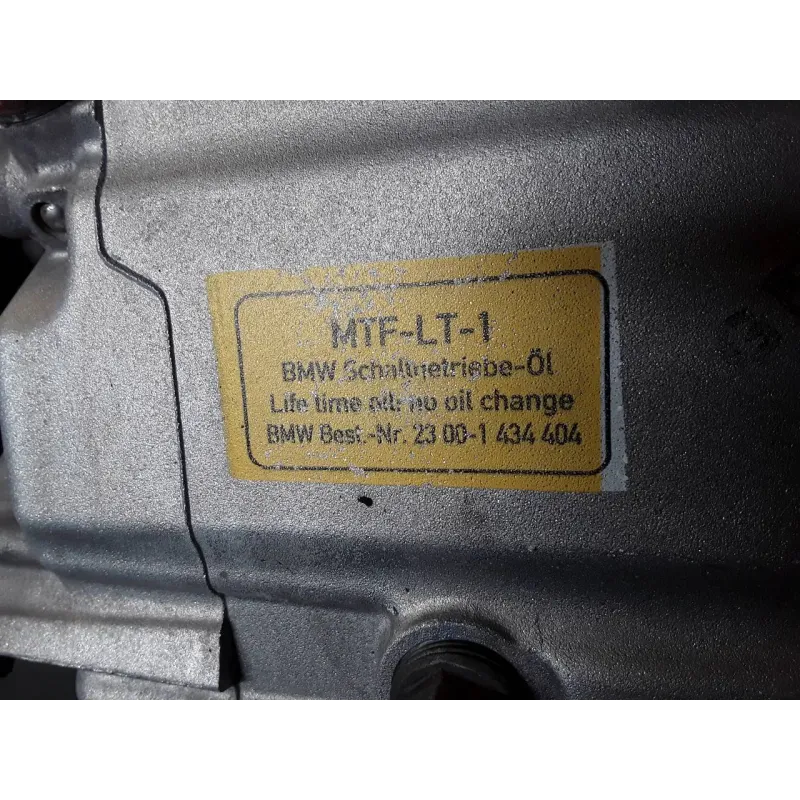 MTF-LT-1
BMW Schaltgetriebe-Öl
Life time oil: no oil change
BMW Best.-Nr. 23 00-1 434 404